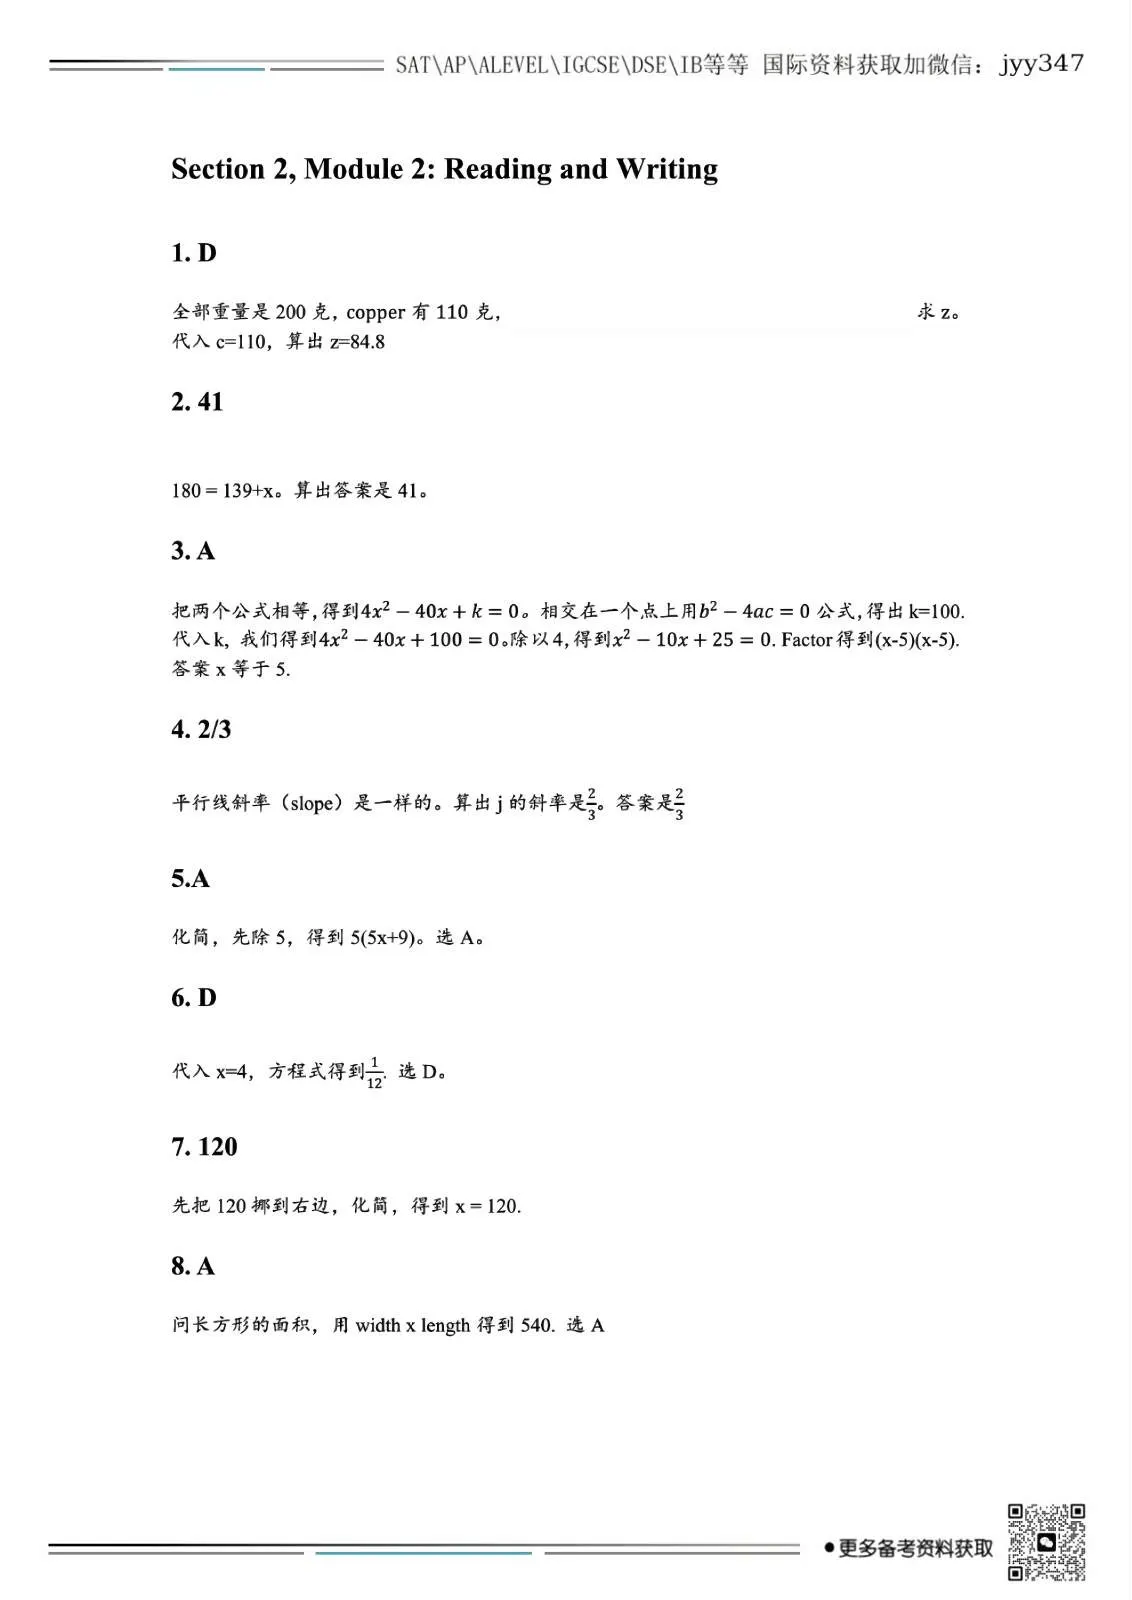 SAT\AP\ALEVEL\IGCSE\DSE\IB等等 国际资料获取加微信：jyy347
Section 2, Module 2: Reading and Writing
1. D
全部重量是 200 克，copper 有 110 克， 求 z。
代入 c=110，算出 z=84.8
2. 41
180 = 139+x。算出答案是 41。
3. A
把两个公式相等，得到4x² − 40x + k = 0。相交在一个点上用b² − 4ac = 0 公式，得出 k=100.
代入 k, 我们得到4x² − 40x + 100 = 0。除以 4，得到x² − 10x + 25 = 0. Factor 得到(x-5)(x-5).
答案 x 等于 5.
4. 2/3
平行线斜率（slope）是一样的。算出 j 的斜率是2/3。答案是2/3
5.A
化简，先除 5，得到 5(5x+9)。选 A。
6. D
代入 x=4，方程式得到1/12. 选 D。
7. 120
先把 120 挪到右边，化简，得到 x = 120.
8. A
问长方形的面积，用 width x length 得到 540. 选 A
●更多备考资料获取